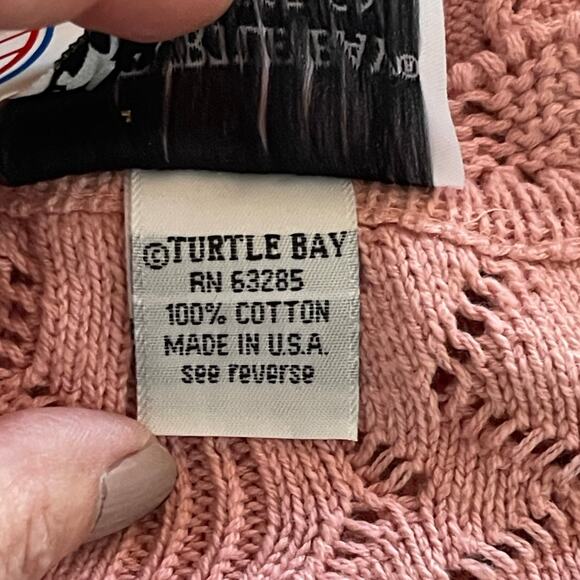 ©TURTLE BAY
RN 63285
100% COTTON
MADE IN U.S.A.
see reverse